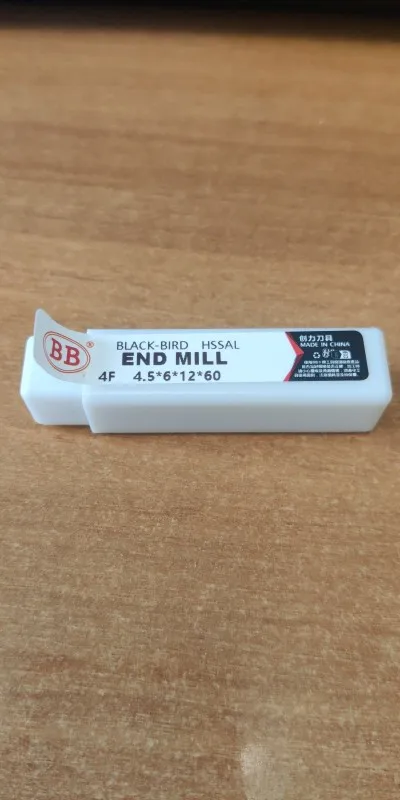 BB®
BLACK-BIRD HSSAL
END MILL
4F 4.5*6*12*60
创力刀具
MADE IN CHINA